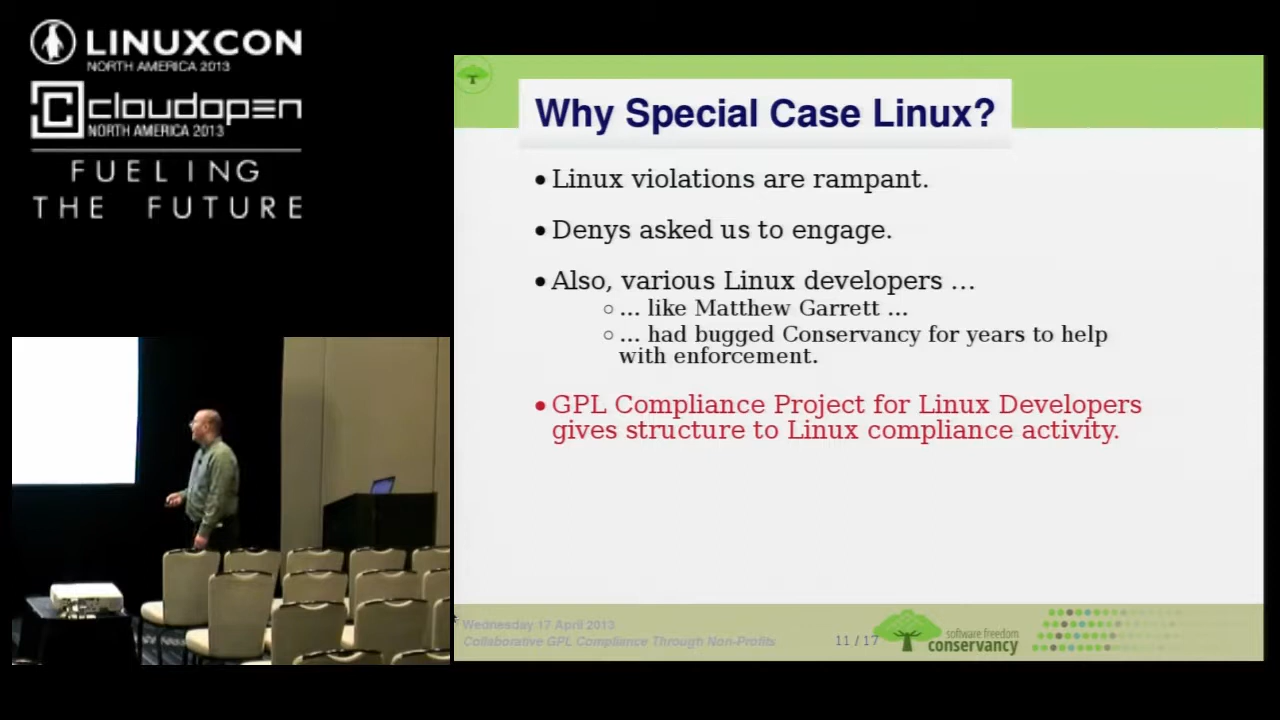 LINUXCON
NORTH AMERICA 2013
cloudopen
NORTH AMERICA 2013
FUELING
THE FUTURE
Why Special Case Linux?
• Linux violations are rampant.
• Denys asked us to engage.
• Also, various Linux developers …
○ … like Matthew Garrett …
○ … had bugged Conservancy for years to help
with enforcement.
• GPL Compliance Project for Linux Developers
gives structure to Linux compliance activity.
Wednesday 17 April 2013
Collaborative GPL Compliance Through Non-Profits
11 / 17
software freedom
conservancy